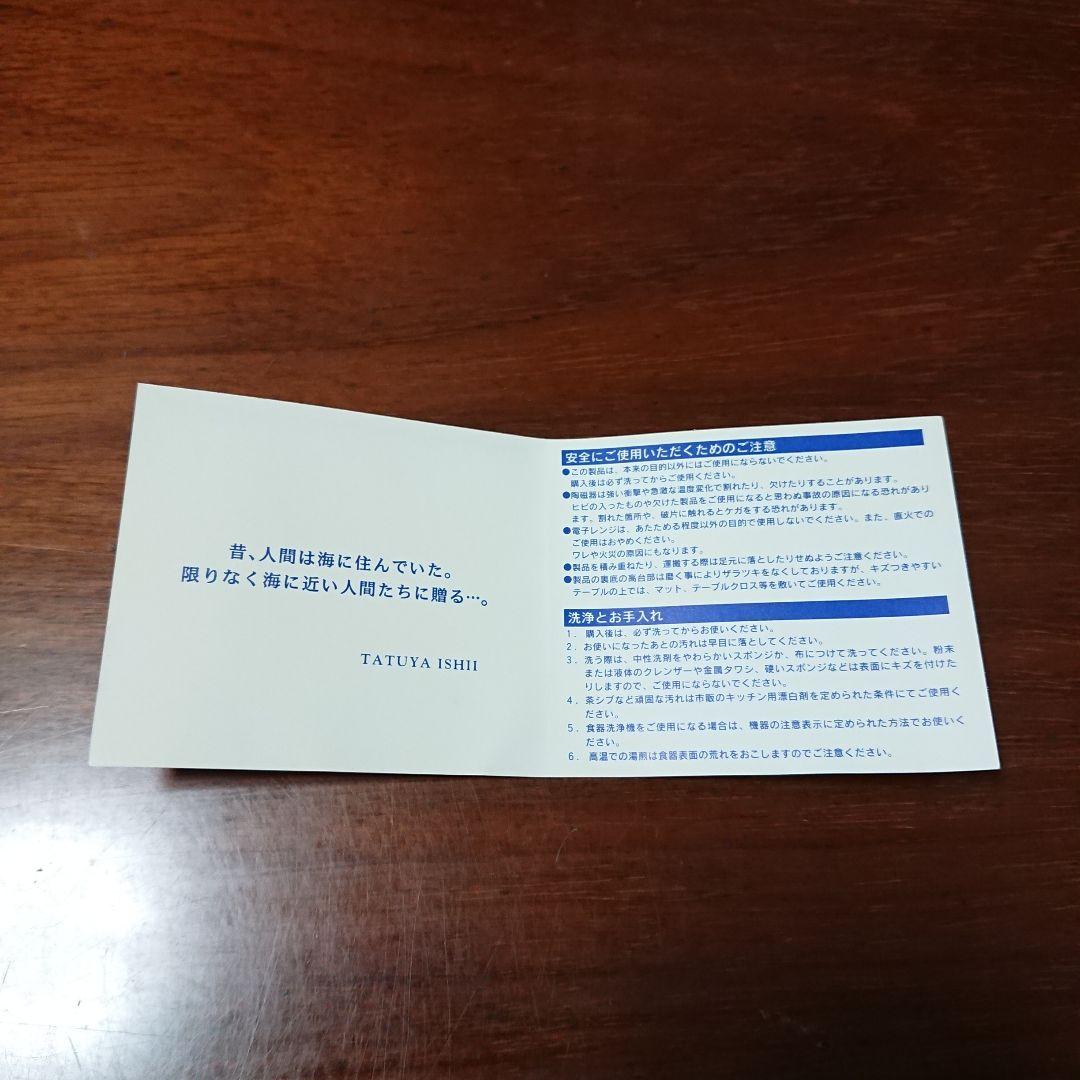 昔、人間は海に住んでいた。
限りなく海に近い人間たちに贈る…。
TATUYA ISHII
安全にご使用いただくためのご注意
●この製品は、本来の目的以外にはご使用にならないでください。
購入後は必ず洗ってからご使用ください。
●陶磁器は強い衝撃や急激な温度変化で割れたり、欠けたりすることがあります。
ヒビの入ったものや欠けた製品をご使用になると思わぬ事故の原因になる恐れがあり
ます。割れた箇所や、破片に触れるとケガをする恐れがあります。
●電子レンジは、あたためる程度以外の目的で使用しないでください。また、直火での
ご使用はおやめください。
ワレや火災の原因にもなります。
●製品を積み重ねたり、運搬する際は足元に落としたりせぬようご注意ください。
●製品の裏底の高台部は磨く事によりザラツキをなくしておりますが、キズつきやすい
テーブルの上では、マット、テーブルクロス等を敷いてご使用ください。
洗浄とお手入れ
1. 購入後は、必ず洗ってからお使いください。
2. お使いになったあとの汚れは早目に落としてください。
3. 洗う際は、中性洗剤をやわらかいスポンジか、布につけて洗ってください。粉末
または液体のクレンザーや金属タワシ、硬いスポンジなどは表面にキズを付けた
りしますので、ご使用にならないでください。
4. 茶シブなど頑固な汚れは市販のキッチン用漂白剤を定められた条件にてご使用く
ださい。
5. 食器洗浄機をご使用になる場合は、機器の注意表示に定められた方法でお使いく
ださい。
6. 高温での湯煎は食器表面の荒れをおこしますのでご注意ください。